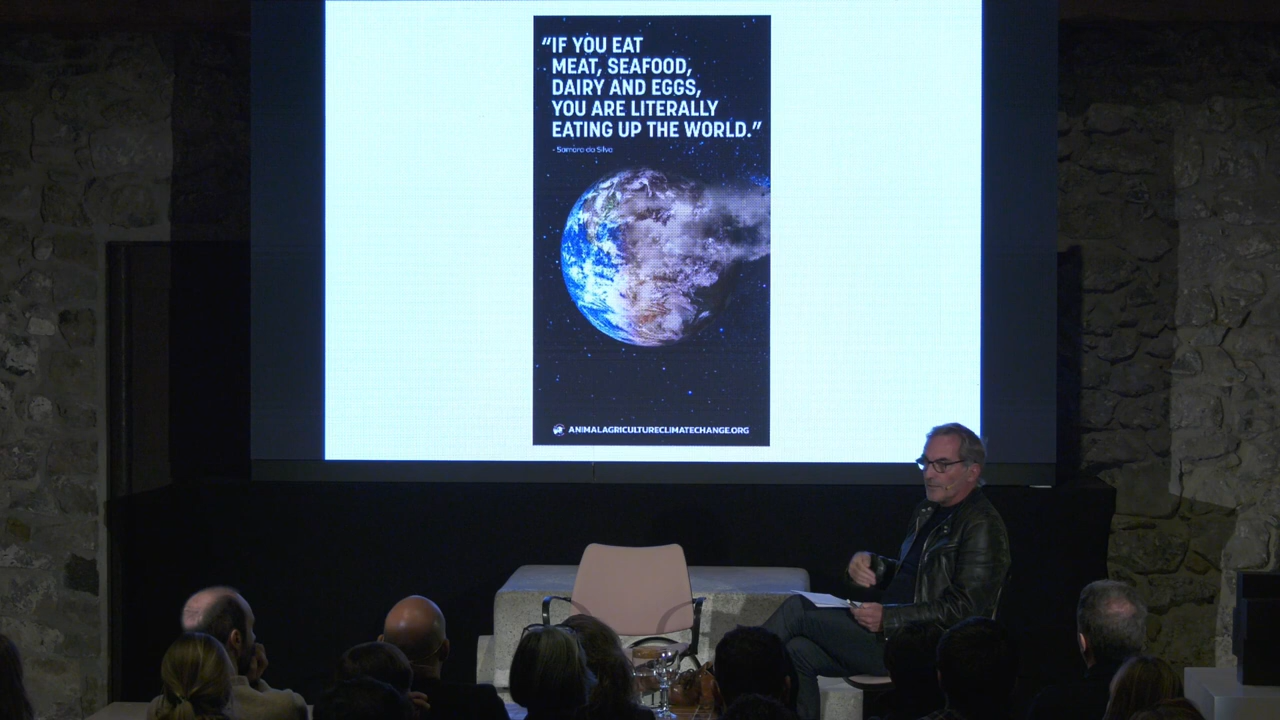 “IF YOU EAT
MEAT, SEAFOOD,
DAIRY AND EGGS,
YOU ARE LITERALLY
EATING UP THE WORLD.”
- Samara da Silva
ANIMALAGRICULTURECLIMATECHANGE.ORG